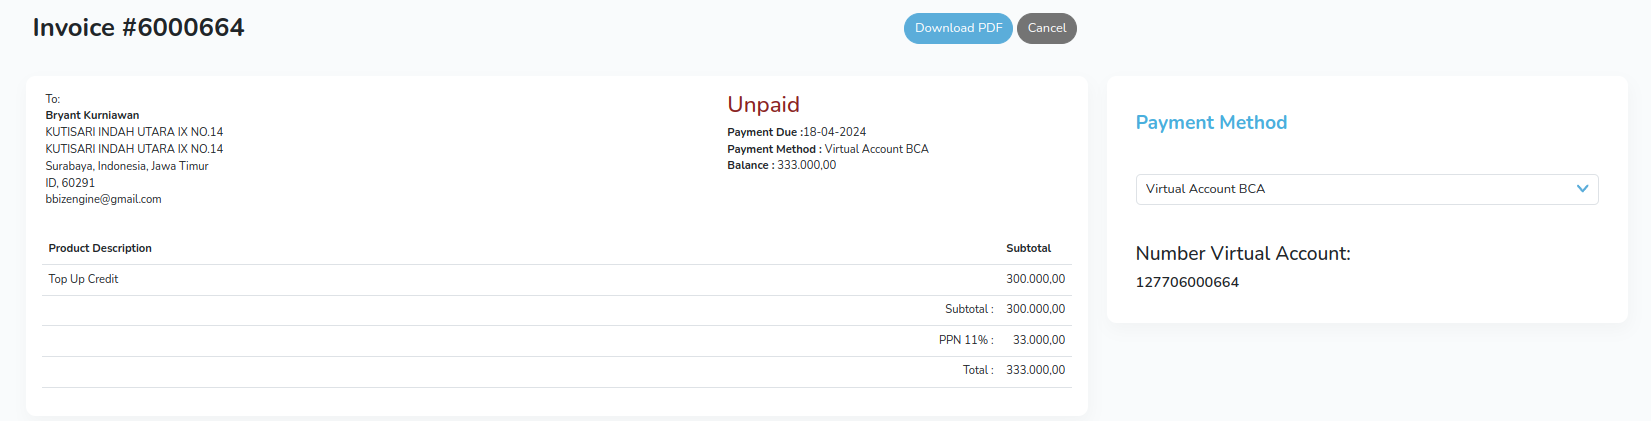 Invoice #6000664
Download PDF
Cancel
To:
Bryant Kurniawan
KUTISARI INDAH UTARA IX NO.14
KUTISARI INDAH UTARA IX NO.14
Surabaya, Indonesia, Jawa Timur
ID, 60291
bbizengine@gmail.com
Unpaid
Payment Due :18-04-2024
Payment Method : Virtual Account BCA
Balance : 333.000,00
Product Description Subtotal
Top Up Credit 300.000,00
Subtotal : 300.000,00
PPN 11% : 33.000,00
Total : 333.000,00
Payment Method
Virtual Account BCA
Number Virtual Account:
127706000664